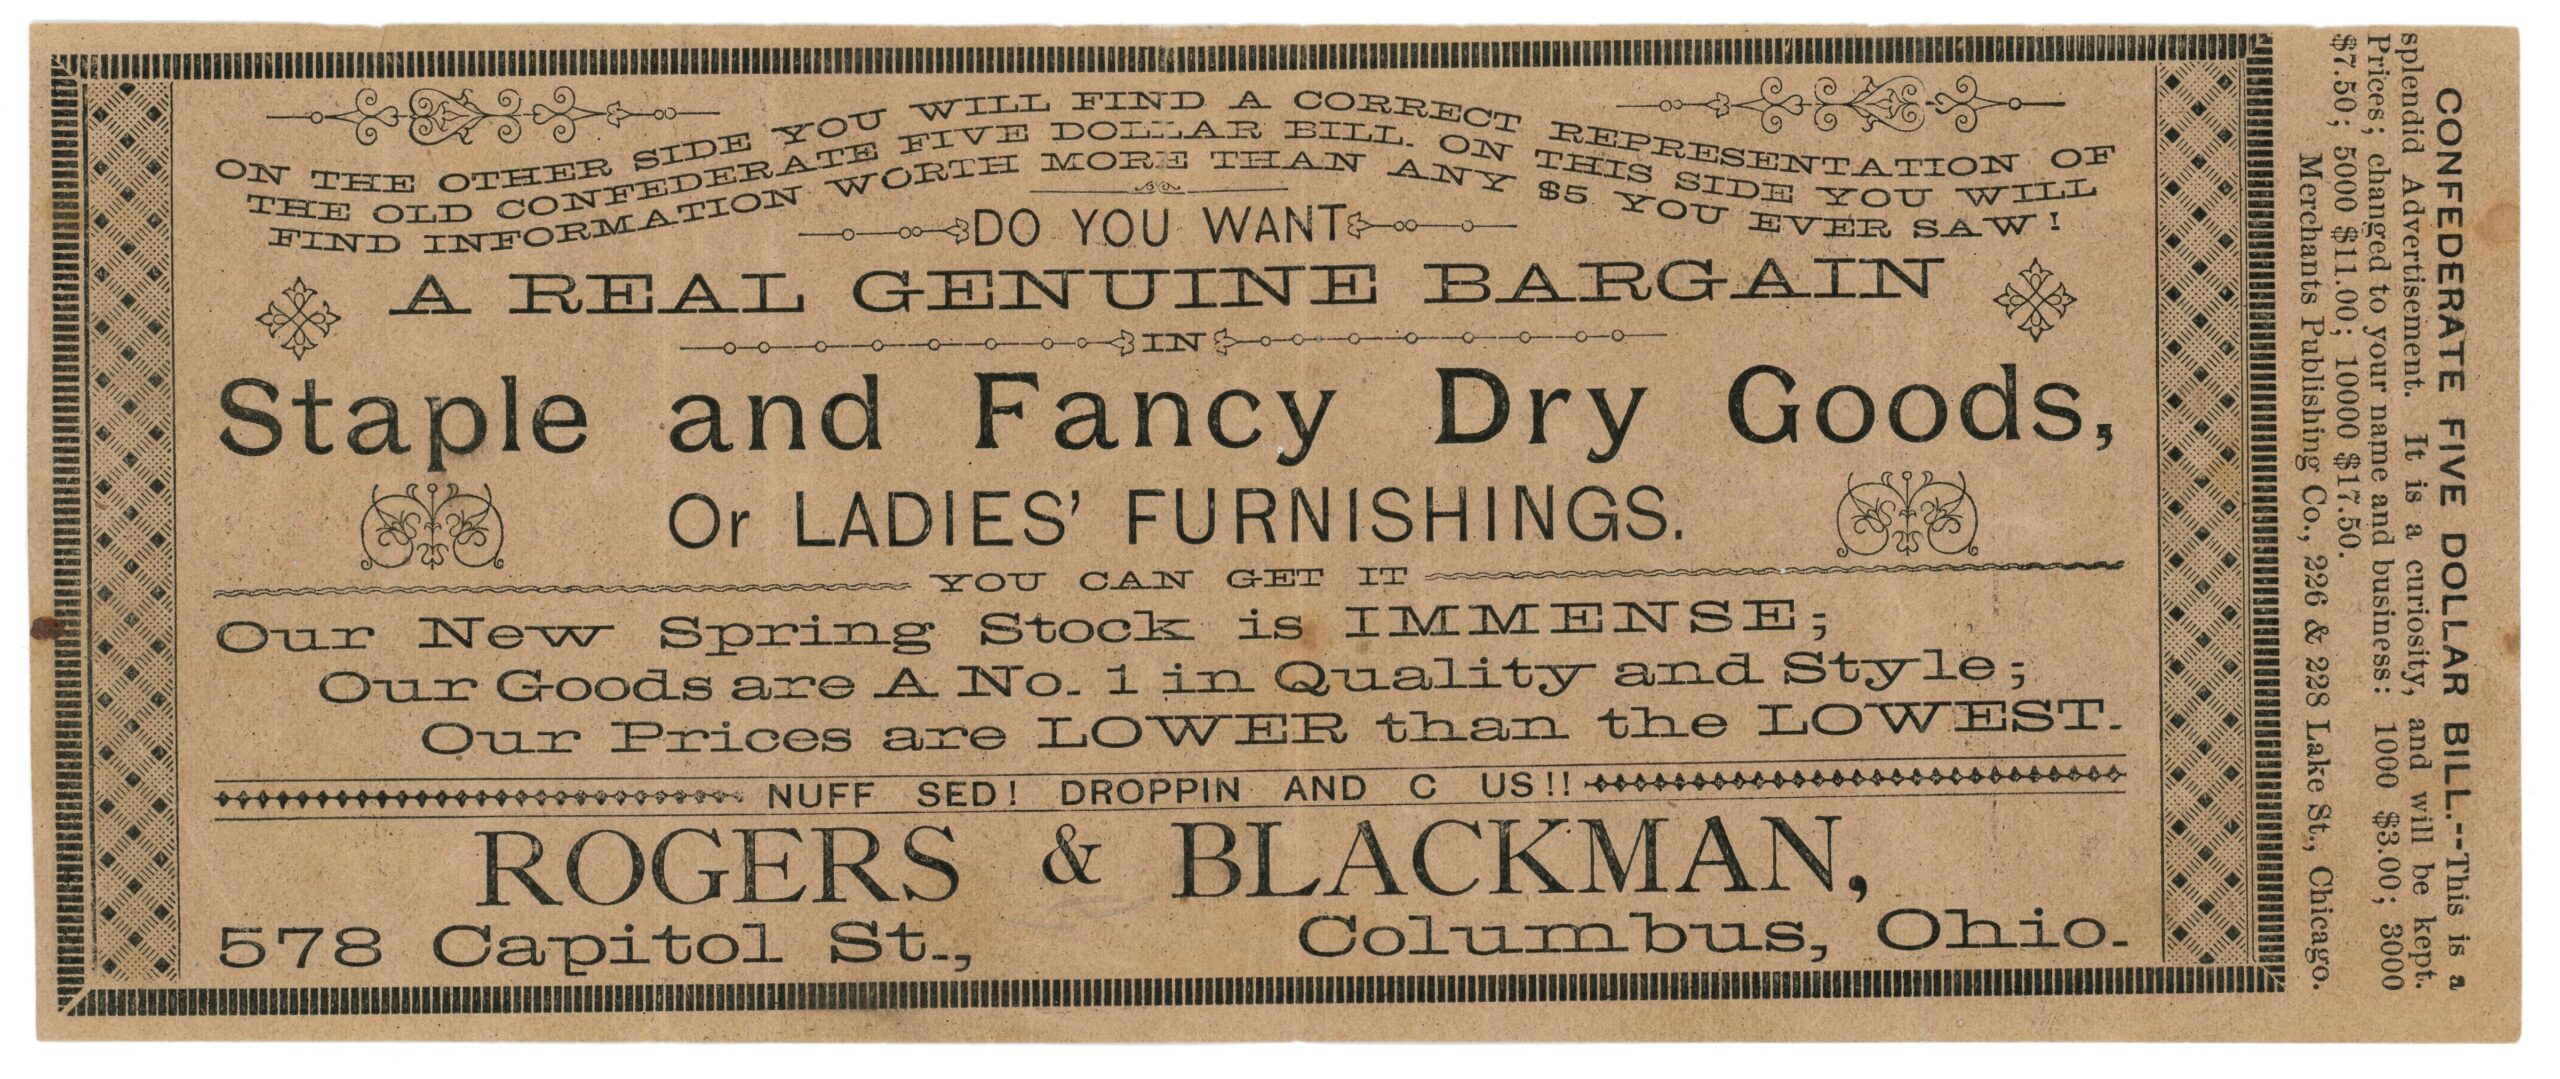 ON THE OTHER SIDE YOU WILL FIND A CORRECT REPRESENTATION OF
THE OLD CONFEDERATE FIVE DOLLAR BILL. ON THIS SIDE YOU WILL
FIND INFORMATION WORTH MORE THAN ANY $5 YOU EVER SAW!
DO YOU WANT
A REAL GENUINE BARGAIN
IN
Staple and Fancy Dry Goods,
Or LADIES' FURNISHINGS.
YOU CAN GET IT
Our New Spring Stock is IMMENSE;
Our Goods are A No. 1 in Quality and Style;
Our Prices are LOWER than the LOWEST.
NUFF SED! DROPPIN AND C US!!
ROGERS & BLACKMAN,
578 Capitol St., Columbus, Ohio.
CONFEDERATE FIVE DOLLAR BILL.--This is a
splendid Advertisement. It is a curiosity, and will be kept.
Prices; changed to your name and business: 1000 $3.00; 3000
$7.50; 5000 $11.00; 10000 $17.50.
Merchants Publishing Co., 226 & 228 Lake St., Chicago.